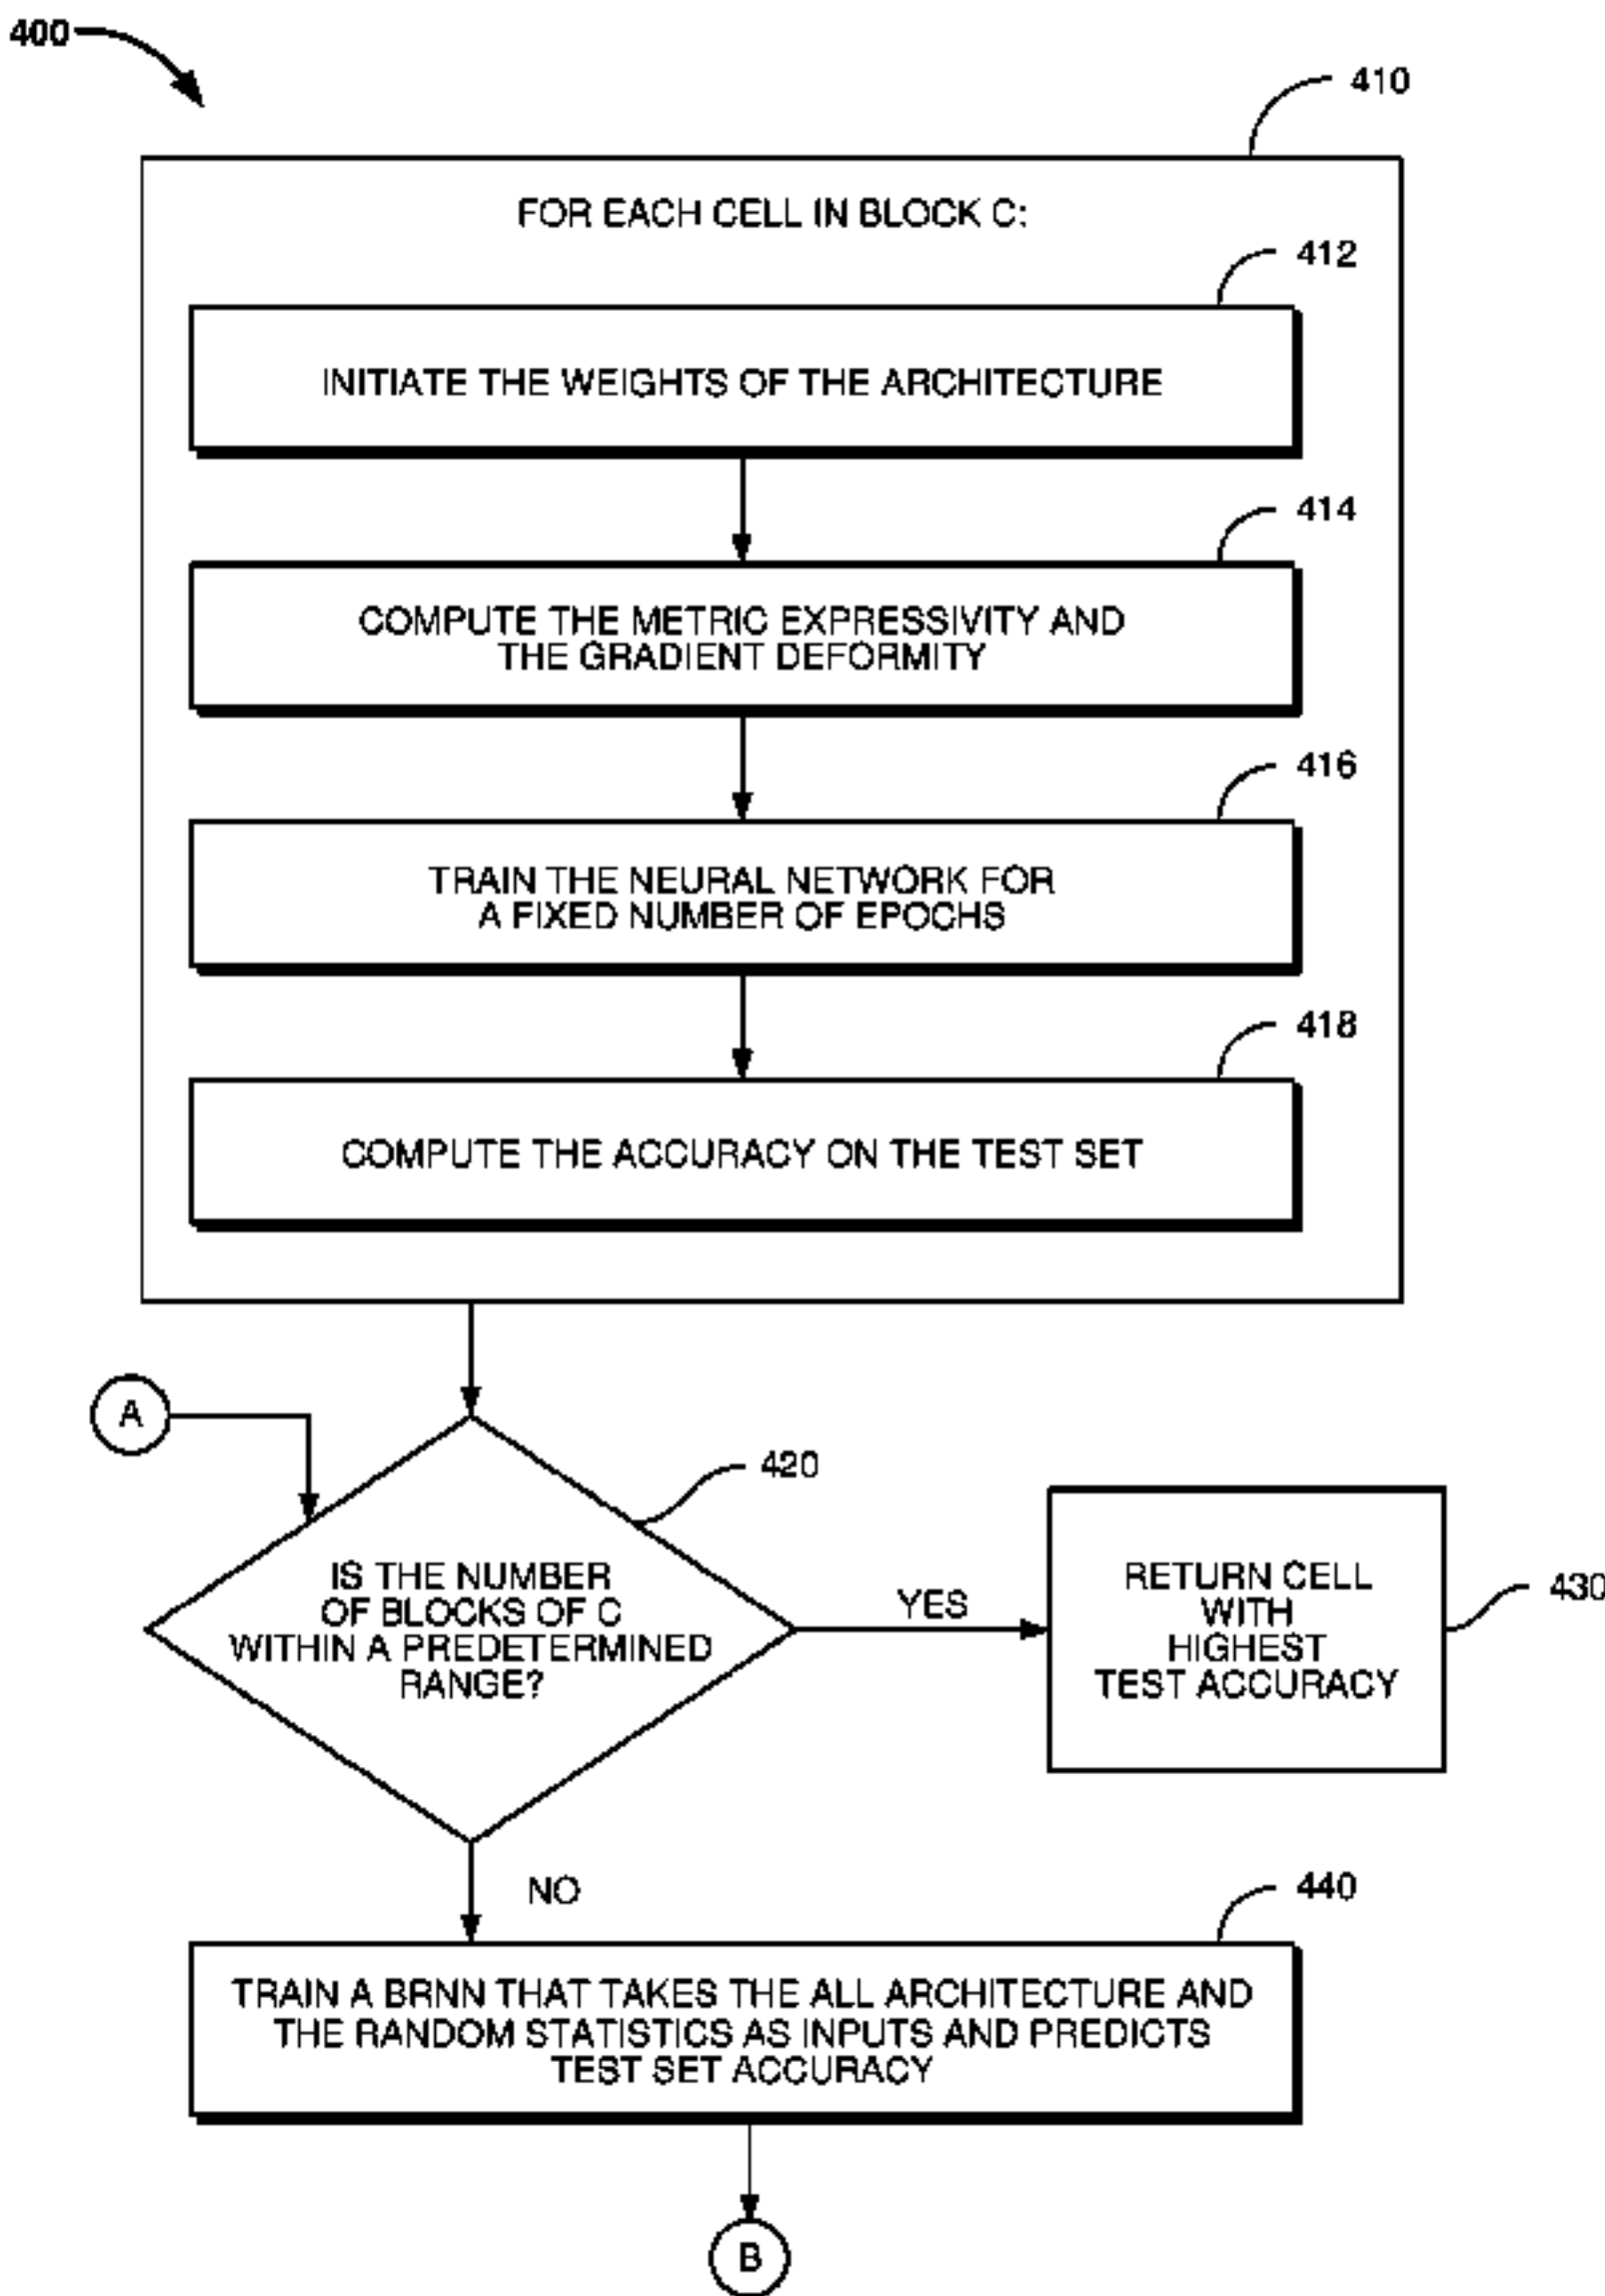 400
410
FOR EACH CELL IN BLOCK C:
412
INITIATE THE WEIGHTS OF THE ARCHITECTURE
414
COMPUTE THE METRIC EXPRESSIVITY AND
THE GRADIENT DEFORMITY
416
TRAIN THE NEURAL NETWORK FOR
A FIXED NUMBER OF EPOCHS
418
COMPUTE THE ACCURACY ON THE TEST SET
A
420
IS THE NUMBER
OF BLOCKS OF C
WITHIN A PREDETERMINED
RANGE?
YES
RETURN CELL
WITH
HIGHEST
TEST ACCURACY
430
NO
440
TRAIN A BRNN THAT TAKES THE ALL ARCHITECTURE AND
THE RANDOM STATISTICS AS INPUTS AND PREDICTS
TEST SET ACCURACY
B